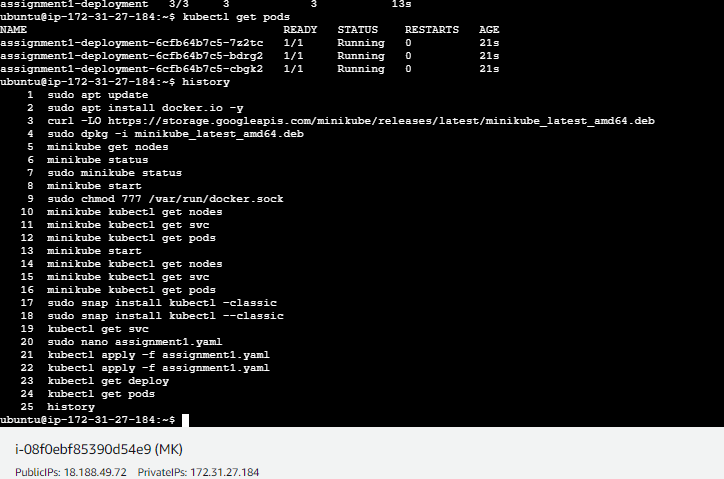 assignment1-deployment   3/3     3            3           13s
ubuntu@ip-172-31-27-184:~$ kubectl get pods
NAME                                      READY   STATUS    RESTARTS   AGE
assignment1-deployment-6cfb64b7c5-7z2tc   1/1     Running   0          21s
assignment1-deployment-6cfb64b7c5-bdrg2   1/1     Running   0          21s
assignment1-deployment-6cfb64b7c5-cbgk2   1/1     Running   0          21s
ubuntu@ip-172-31-27-184:~$ history
    1  sudo apt update
    2  sudo apt install docker.io -y
    3  curl -LO https://storage.googleapis.com/minikube/releases/latest/minikube_latest_amd64.deb
    4  sudo dpkg -i minikube_latest_amd64.deb
    5  minikube get nodes
    6  minikube status
    7  sudo minikube status
    8  minikube start
    9  sudo chmod 777 /var/run/docker.sock
   10  minikube kubectl get nodes
   11  minikube kubectl get svc
   12  minikube kubectl get pods
   13  minikube start
   14  minikube kubectl get nodes
   15  minikube kubectl get svc
   16  minikube kubectl get pods
   17  sudo snap install kubectl -classic
   18  sudo snap install kubectl --classic
   19  kubectl get svc
   20  sudo nano assignment1.yaml
   21  kubectl apply -f assignment1.yaml
   22  kubectl apply -f assignment1.yaml
   23  kubectl get deploy
   24  kubectl get pods
   25  history
ubuntu@ip-172-31-27-184:~$
i-08f0ebf85390d54e9 (MK)
PublicIPs: 18.188.49.72    PrivateIPs: 172.31.27.184